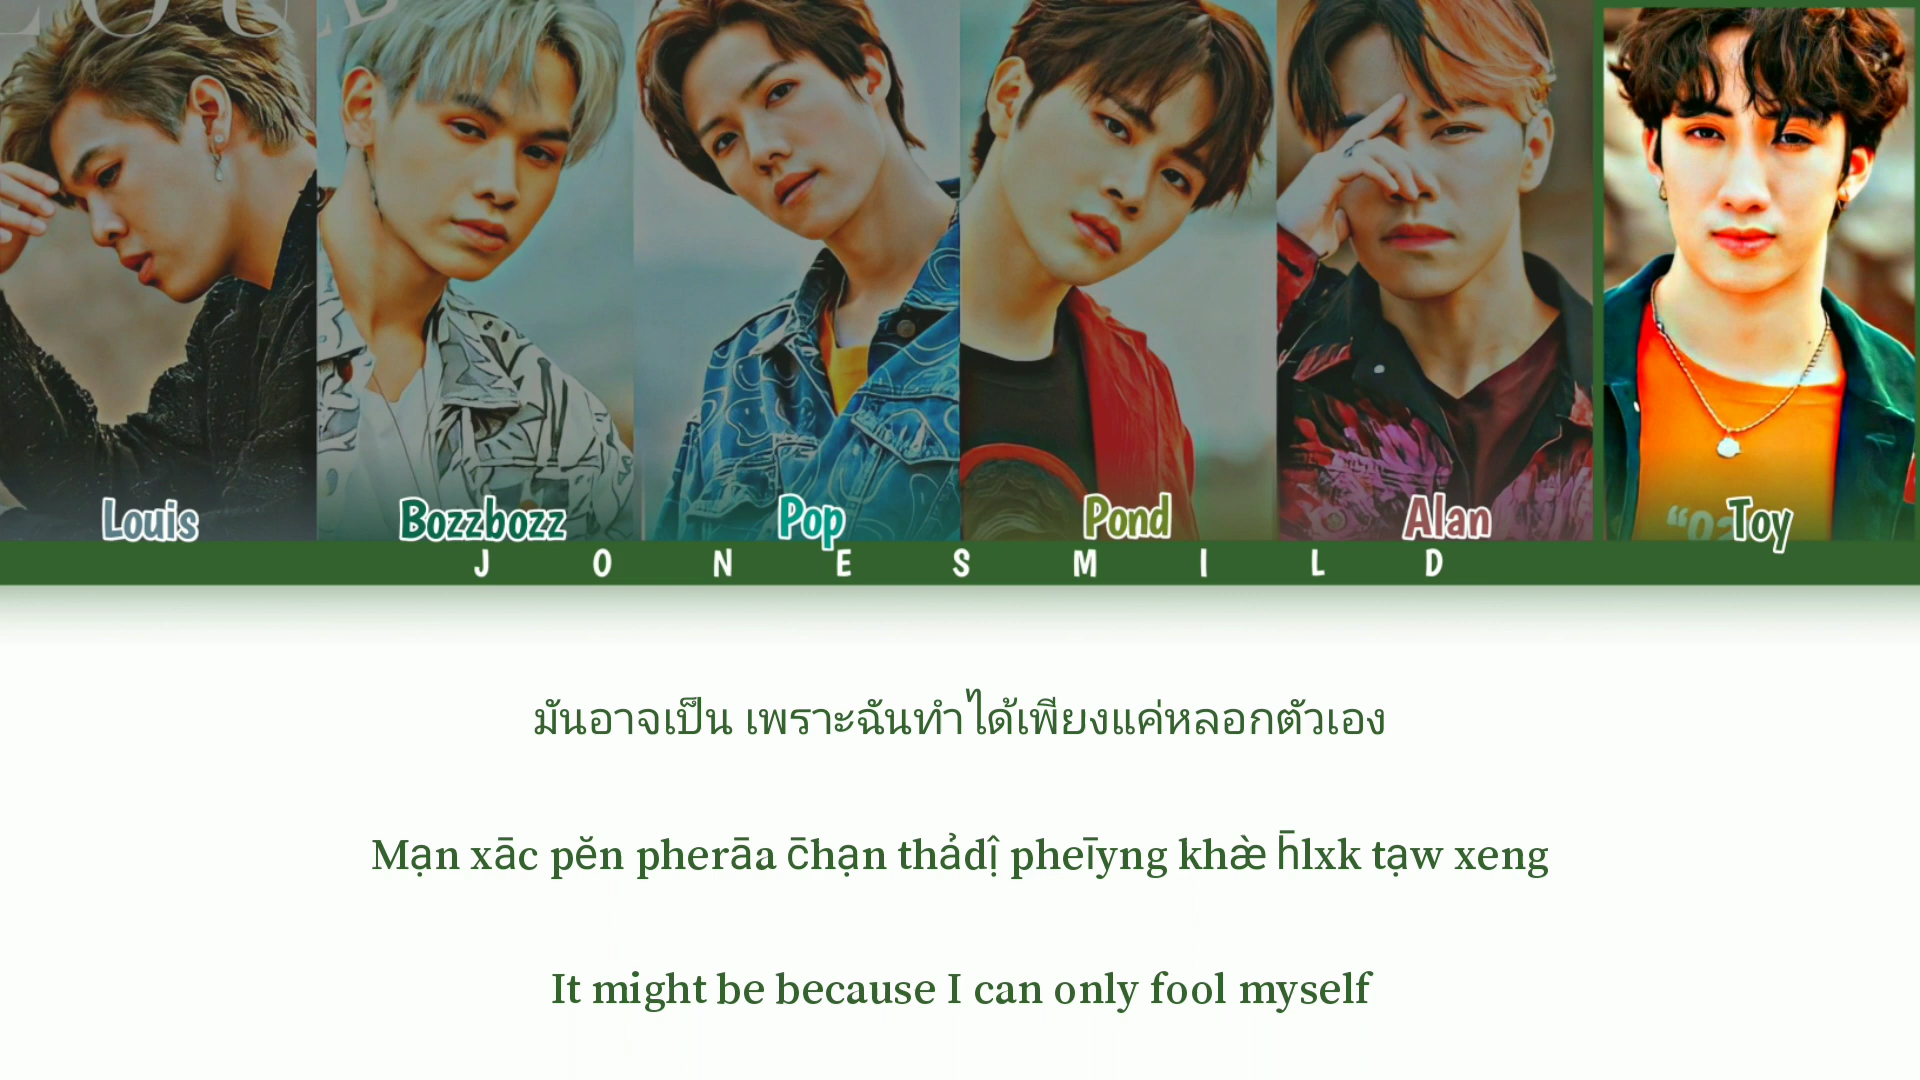 Louis Bozzbozz Pop Pond Alan Toy
J O N E S M I L D
มันอาจเป็น เพราะฉันทำได้เพียงแค่หลอกตัวเอง
Mạn xāc pĕn pherāa c̄hạn thảdị̂ pheīyng khæ̀ h̄lxk tạw xeng
It might be because I can only fool myself